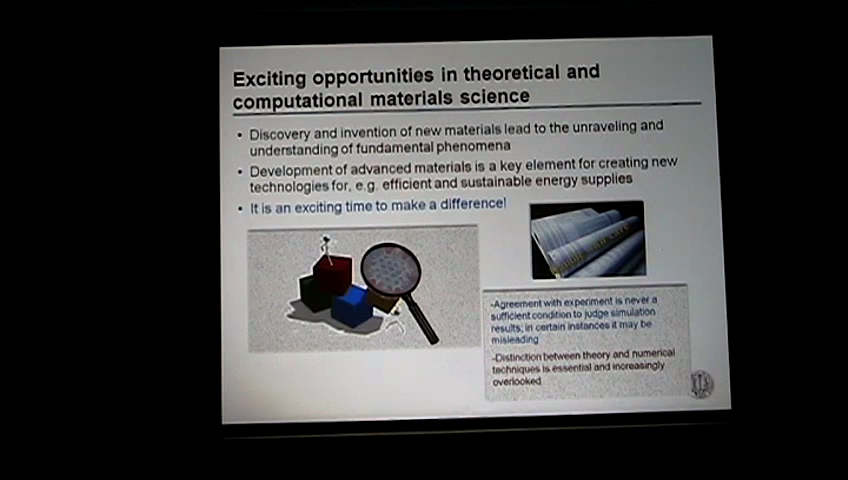 Exciting opportunities in theoretical and
computational materials science
• Discovery and invention of new materials lead to the unraveling and
understanding of fundamental phenomena
• Development of advanced materials is a key element for creating new
technologies for, e.g. efficient and sustainable energy supplies
• It is an exciting time to make a difference!
-Agreement with experiment is never a
sufficient condition to judge simulation
results; in certain instances it may be
misleading
-Distinction between theory and numerical
techniques is essential and increasingly
overlooked